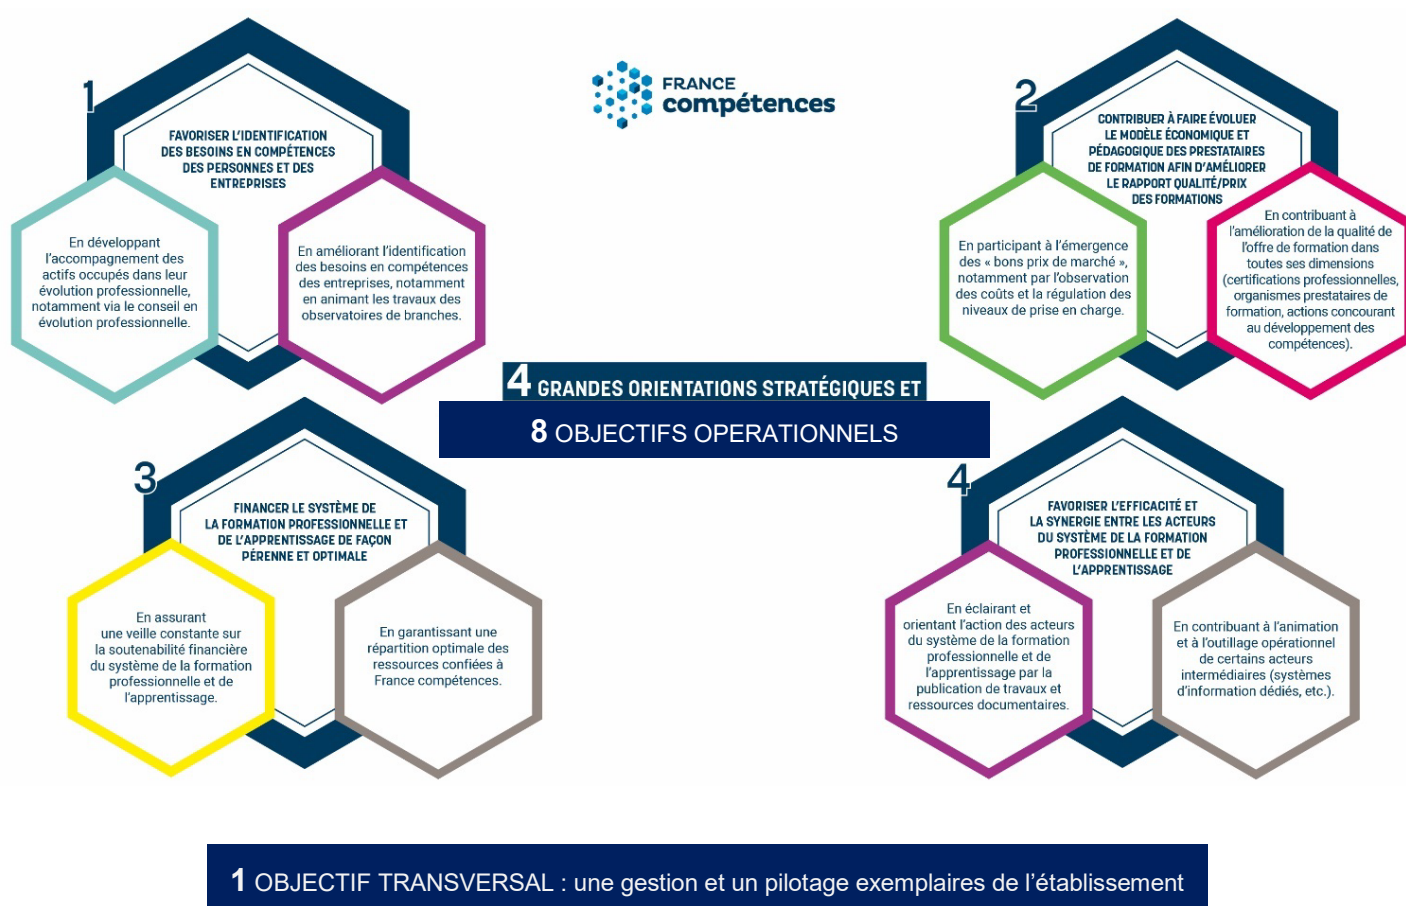 FRANCE
compétences
1
FAVORISER L'IDENTIFICATION
DES BESOINS EN COMPÉTENCES
DES PERSONNES ET DES
ENTREPRISES
En développant
l'accompagnement des
actifs occupés dans leur
évolution professionnelle,
notamment via le conseil en
évolution professionnelle.
En améliorant l'identification
des besoins en compétences
des entreprises, notamment
en animant les travaux des
observatoires de branches.
2
CONTRIBUER À FAIRE ÉVOLUER
LE MODÈLE ÉCONOMIQUE ET
PÉDAGOGIQUE DES PRESTATAIRES
DE FORMATION AFIN D'AMÉLIORER
LE RAPPORT QUALITÉ/PRIX
DES FORMATIONS
En participant à l'émergence
des « bons prix de marché »,
notamment par l'observation
des coûts et la régulation des
niveaux de prise en charge.
En contribuant à
l'amélioration de la qualité de
l'offre de formation dans
toutes ses dimensions
(certifications professionnelles,
organismes prestataires de
formation, actions concourant
au développement des
compétences).
4 GRANDES ORIENTATIONS STRATÉGIQUES ET
8 OBJECTIFS OPERATIONNELS
3
FINANCER LE SYSTÈME DE
LA FORMATION PROFESSIONNELLE ET
DE L'APPRENTISSAGE DE FAÇON
PÉRENNE ET OPTIMALE
En assurant
une veille constante sur
la soutenabilité financière
du système de la formation
professionnelle et de
l'apprentissage.
En garantissant une
répartition optimale des
ressources confiées à
France compétences.
4
FAVORISER L'EFFICACITÉ ET
LA SYNERGIE ENTRE LES ACTEURS
DU SYSTÈME DE LA FORMATION
PROFESSIONNELLE ET DE
L'APPRENTISSAGE
En éclairant et
orientant l'action des acteurs
du système de la formation
professionnelle et de
l'apprentissage par la
publication de travaux et
ressources documentaires.
En contribuant à l'animation
et à l'outillage opérationnel
de certains acteurs
intermédiaires (systèmes
d'information dédiés, etc.).
1 OBJECTIF TRANSVERSAL : une gestion et un pilotage exemplaires de l'établissement